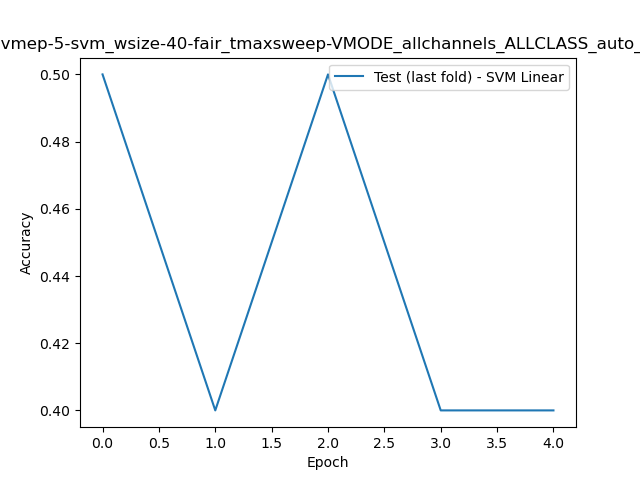 vmep-5-svm_wsize-40-fair_tmaxsweep-VMODE_allchannels_ALLCLASS_auto_
Test (last fold) - SVM Linear
Accuracy
0.50
0.48
0.46
0.44
0.42
0.40
0.0 0.5 1.0 1.5 2.0 2.5 3.0 3.5 4.0
Epoch